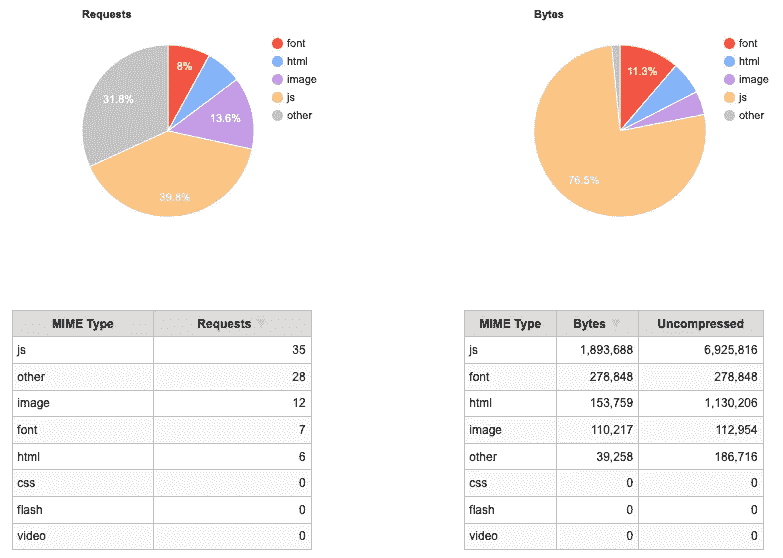 Requests
8%
13.6%
39.8%
31.8%
font
html
image
js
other
Bytes
11.3%
76.5%
font
html
image
js
other
MIME Type Requests
js 35
other 28
image 12
font 7
html 6
css 0
flash 0
video 0
MIME Type Bytes Uncompressed
js 1,893,688 6,925,816
font 278,848 278,848
html 153,759 1,130,206
image 110,217 112,954
other 39,258 186,716
css 0 0
flash 0 0
video 0 0